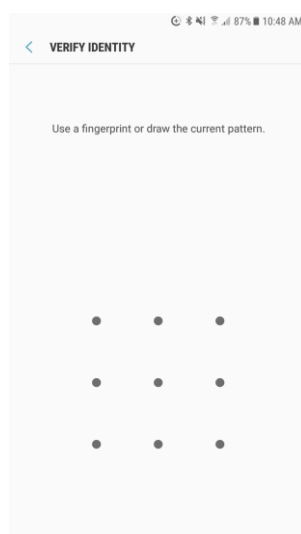 87% 10:48 AM
VERIFY IDENTITY
Use a fingerprint or draw the current pattern.